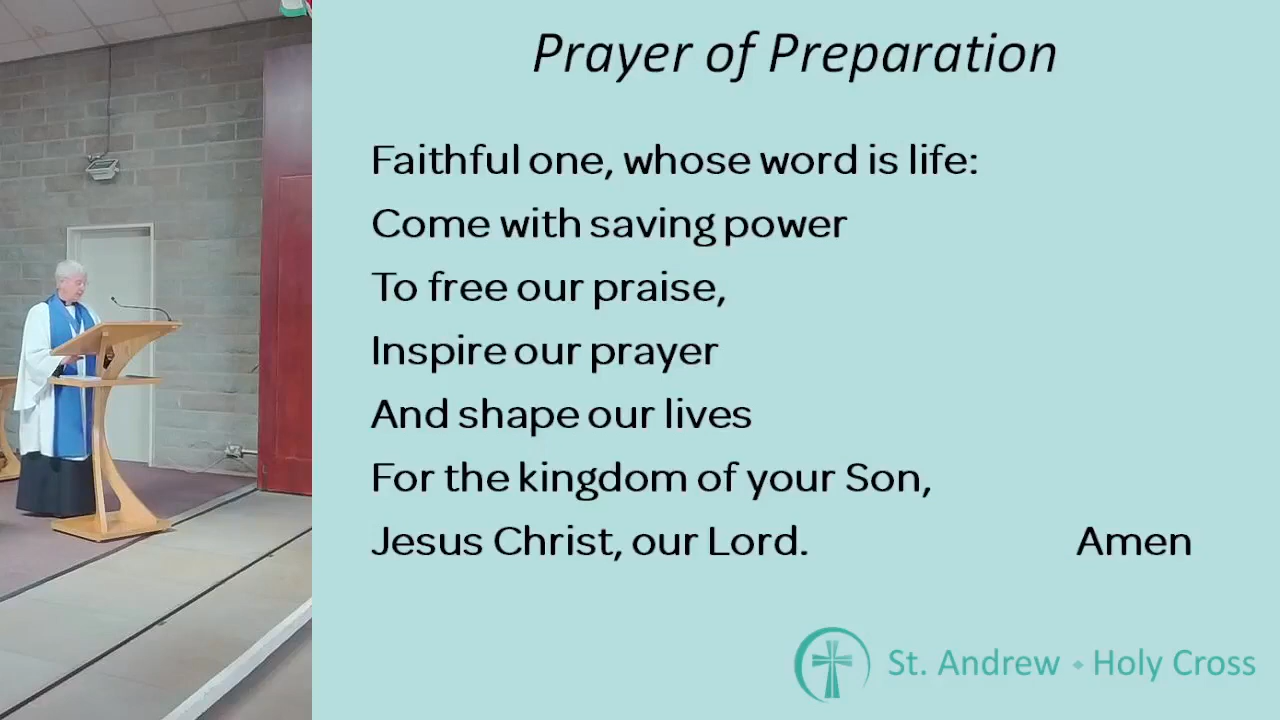 Prayer of Preparation
Faithful one, whose word is life:
Come with saving power
To free our praise,
Inspire our prayer
And shape our lives
For the kingdom of your Son,
Jesus Christ, our Lord. Amen
St. Andrew • Holy Cross